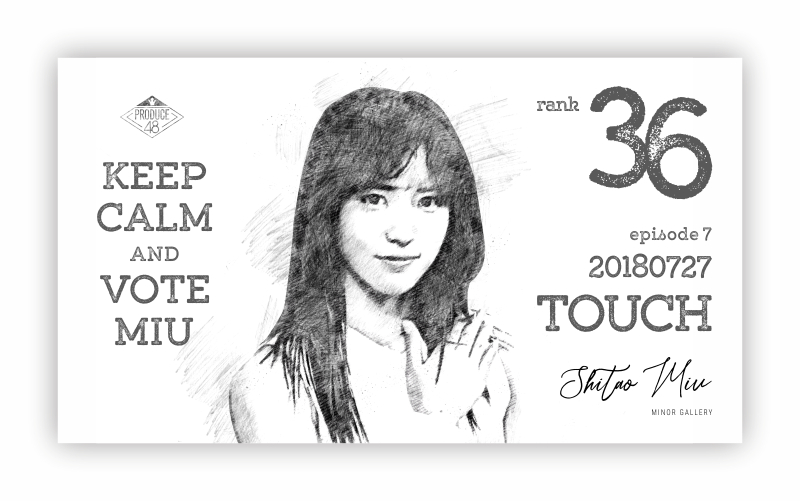 PRODUCE
48
KEEP
CALM
AND
VOTE
MIU
rank 36
episode 7
20180727
TOUCH
Shitao Miu
MINOR GALLERY